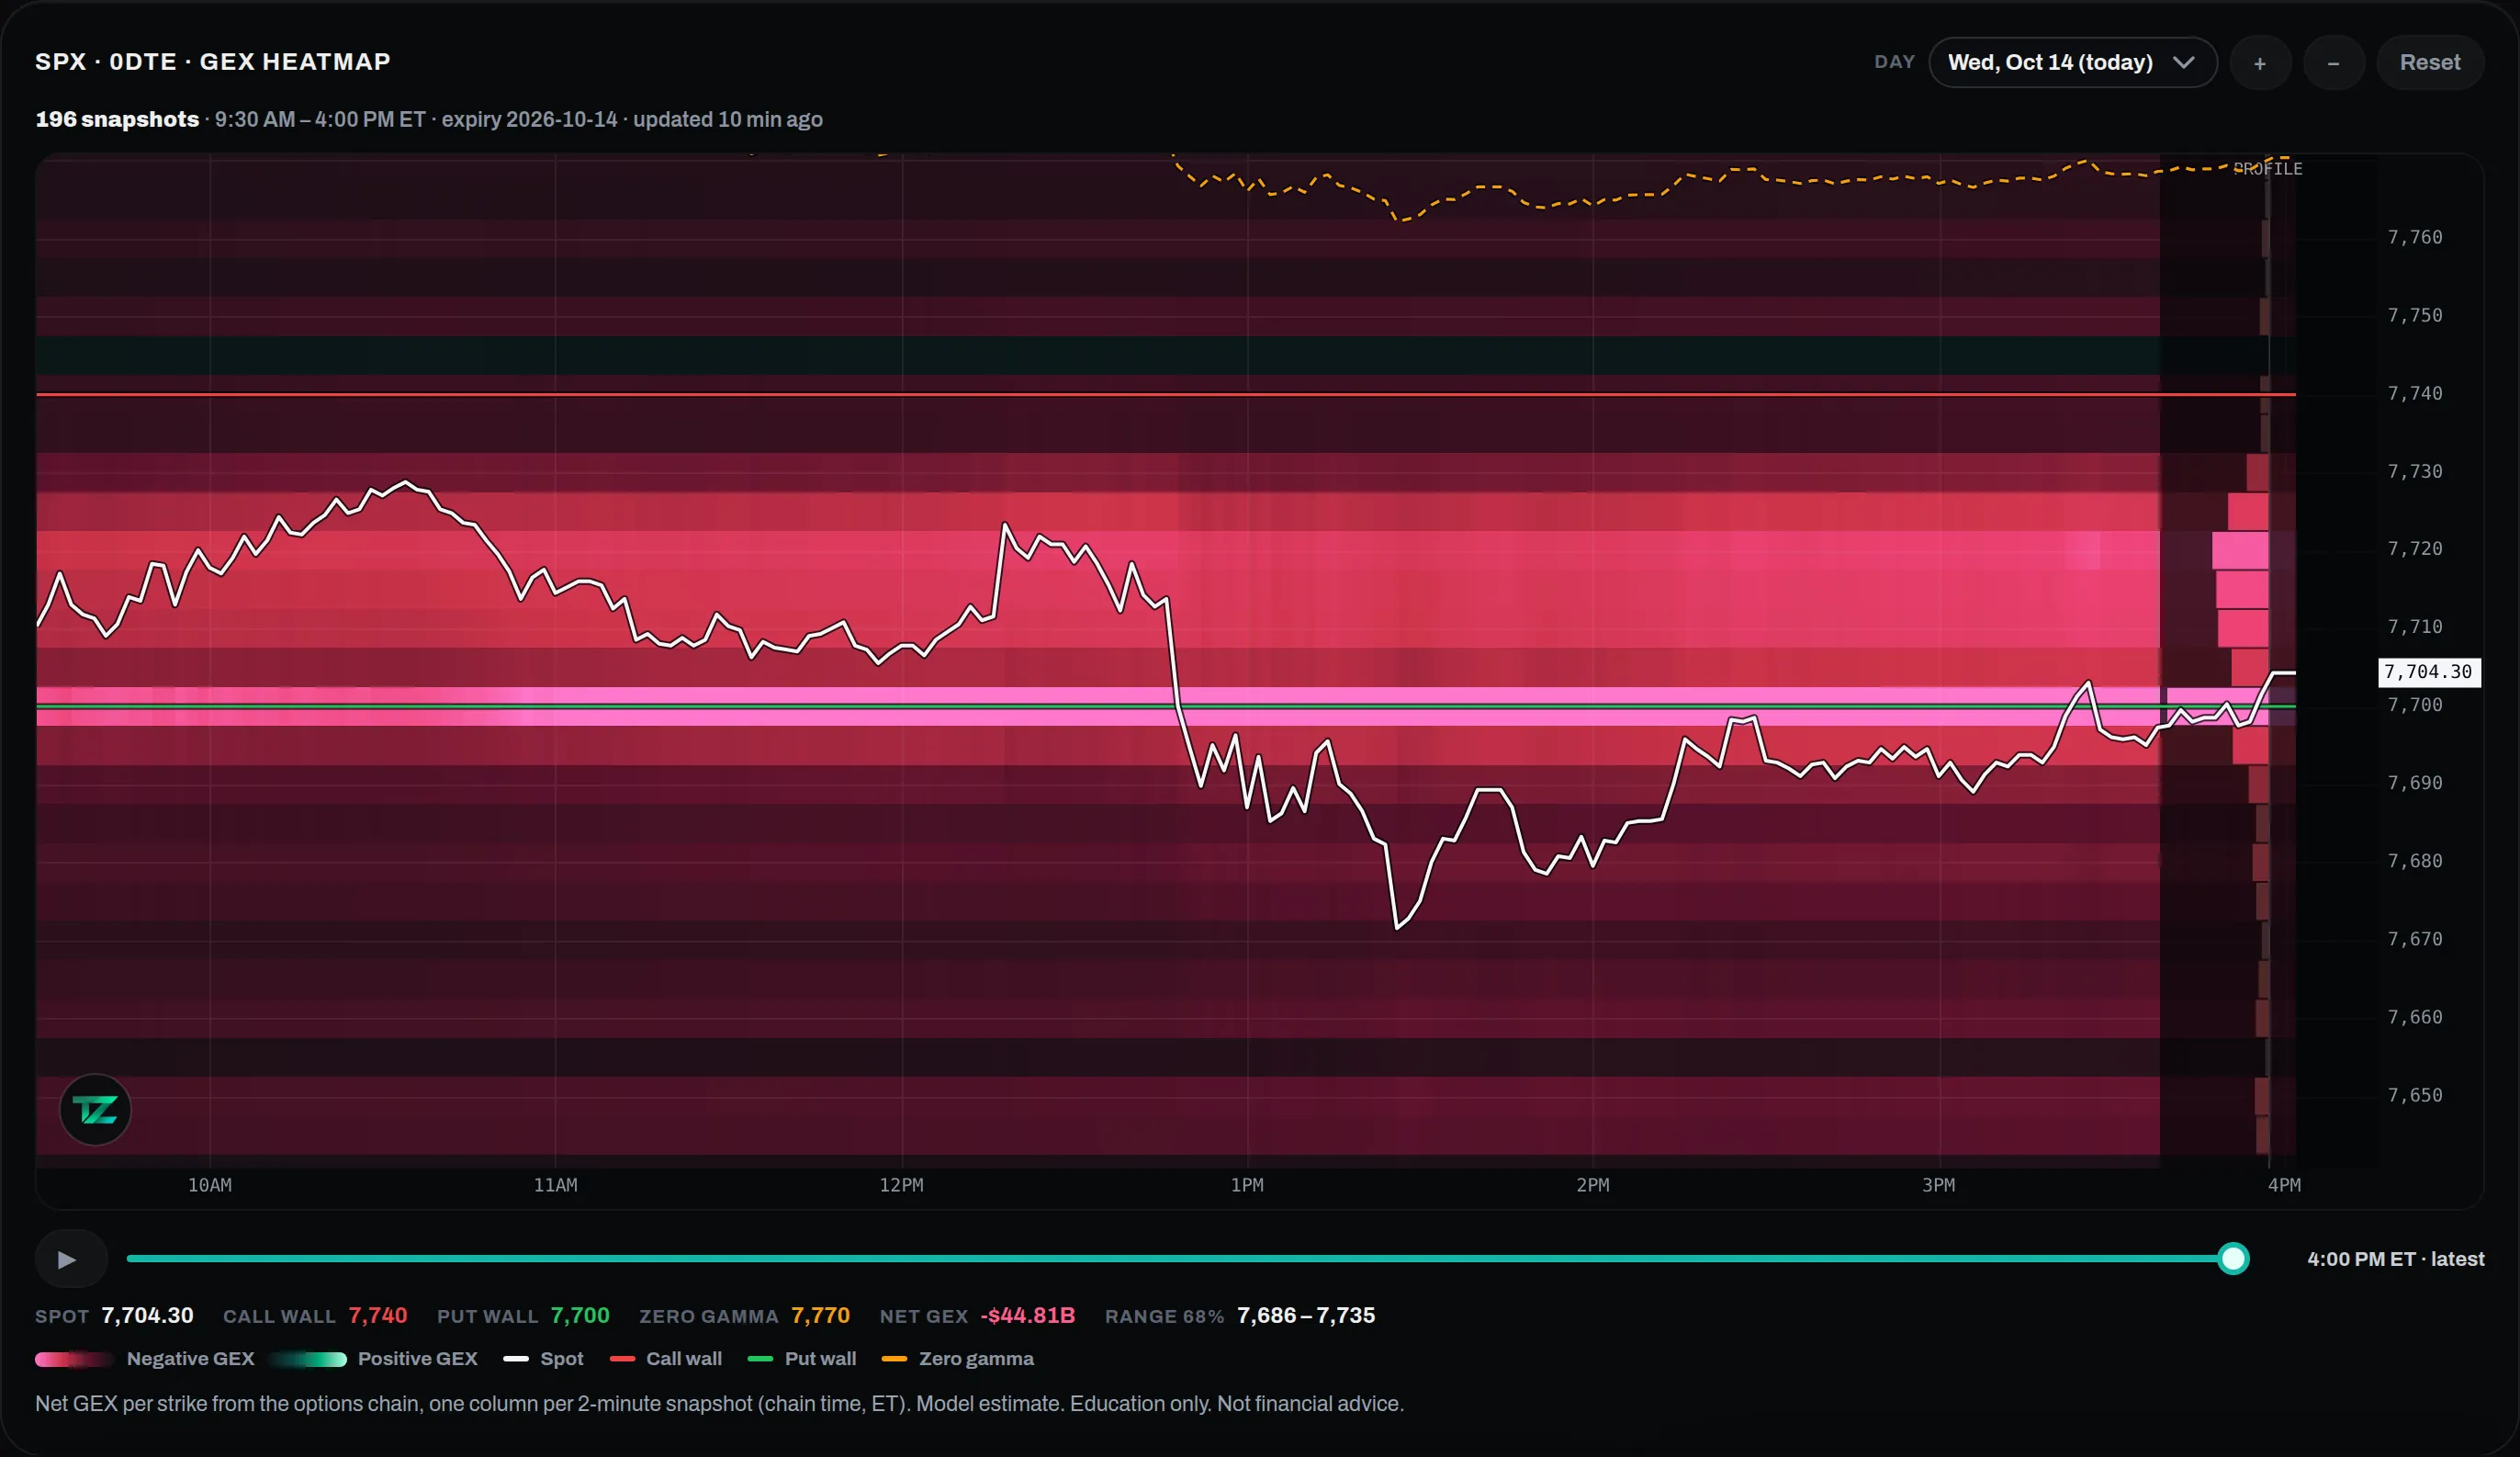 SPX · 0DTE · GEX HEATMAP
DAY Wed, Oct 14 (today) + – Reset
196 snapshots · 9:30 AM – 4:00 PM ET · expiry 2026-10-14 · updated 10 min ago
PROFILE
7,760
7,750
7,740
7,730
7,720
7,710
7,704.30
7,700
7,690
7,680
7,670
7,660
7,650
TZ
10AM 11AM 12PM 1PM 2PM 3PM 4PM
4:00 PM ET · latest
SPOT 7,704.30 CALL WALL 7,740 PUT WALL 7,700 ZERO GAMMA 7,770 NET GEX -$44.81B RANGE 68% 7,686 – 7,735
Negative GEX Positive GEX Spot Call wall Put wall Zero gamma
Net GEX per strike from the options chain, one column per 2-minute snapshot (chain time, ET). Model estimate. Education only. Not financial advice.